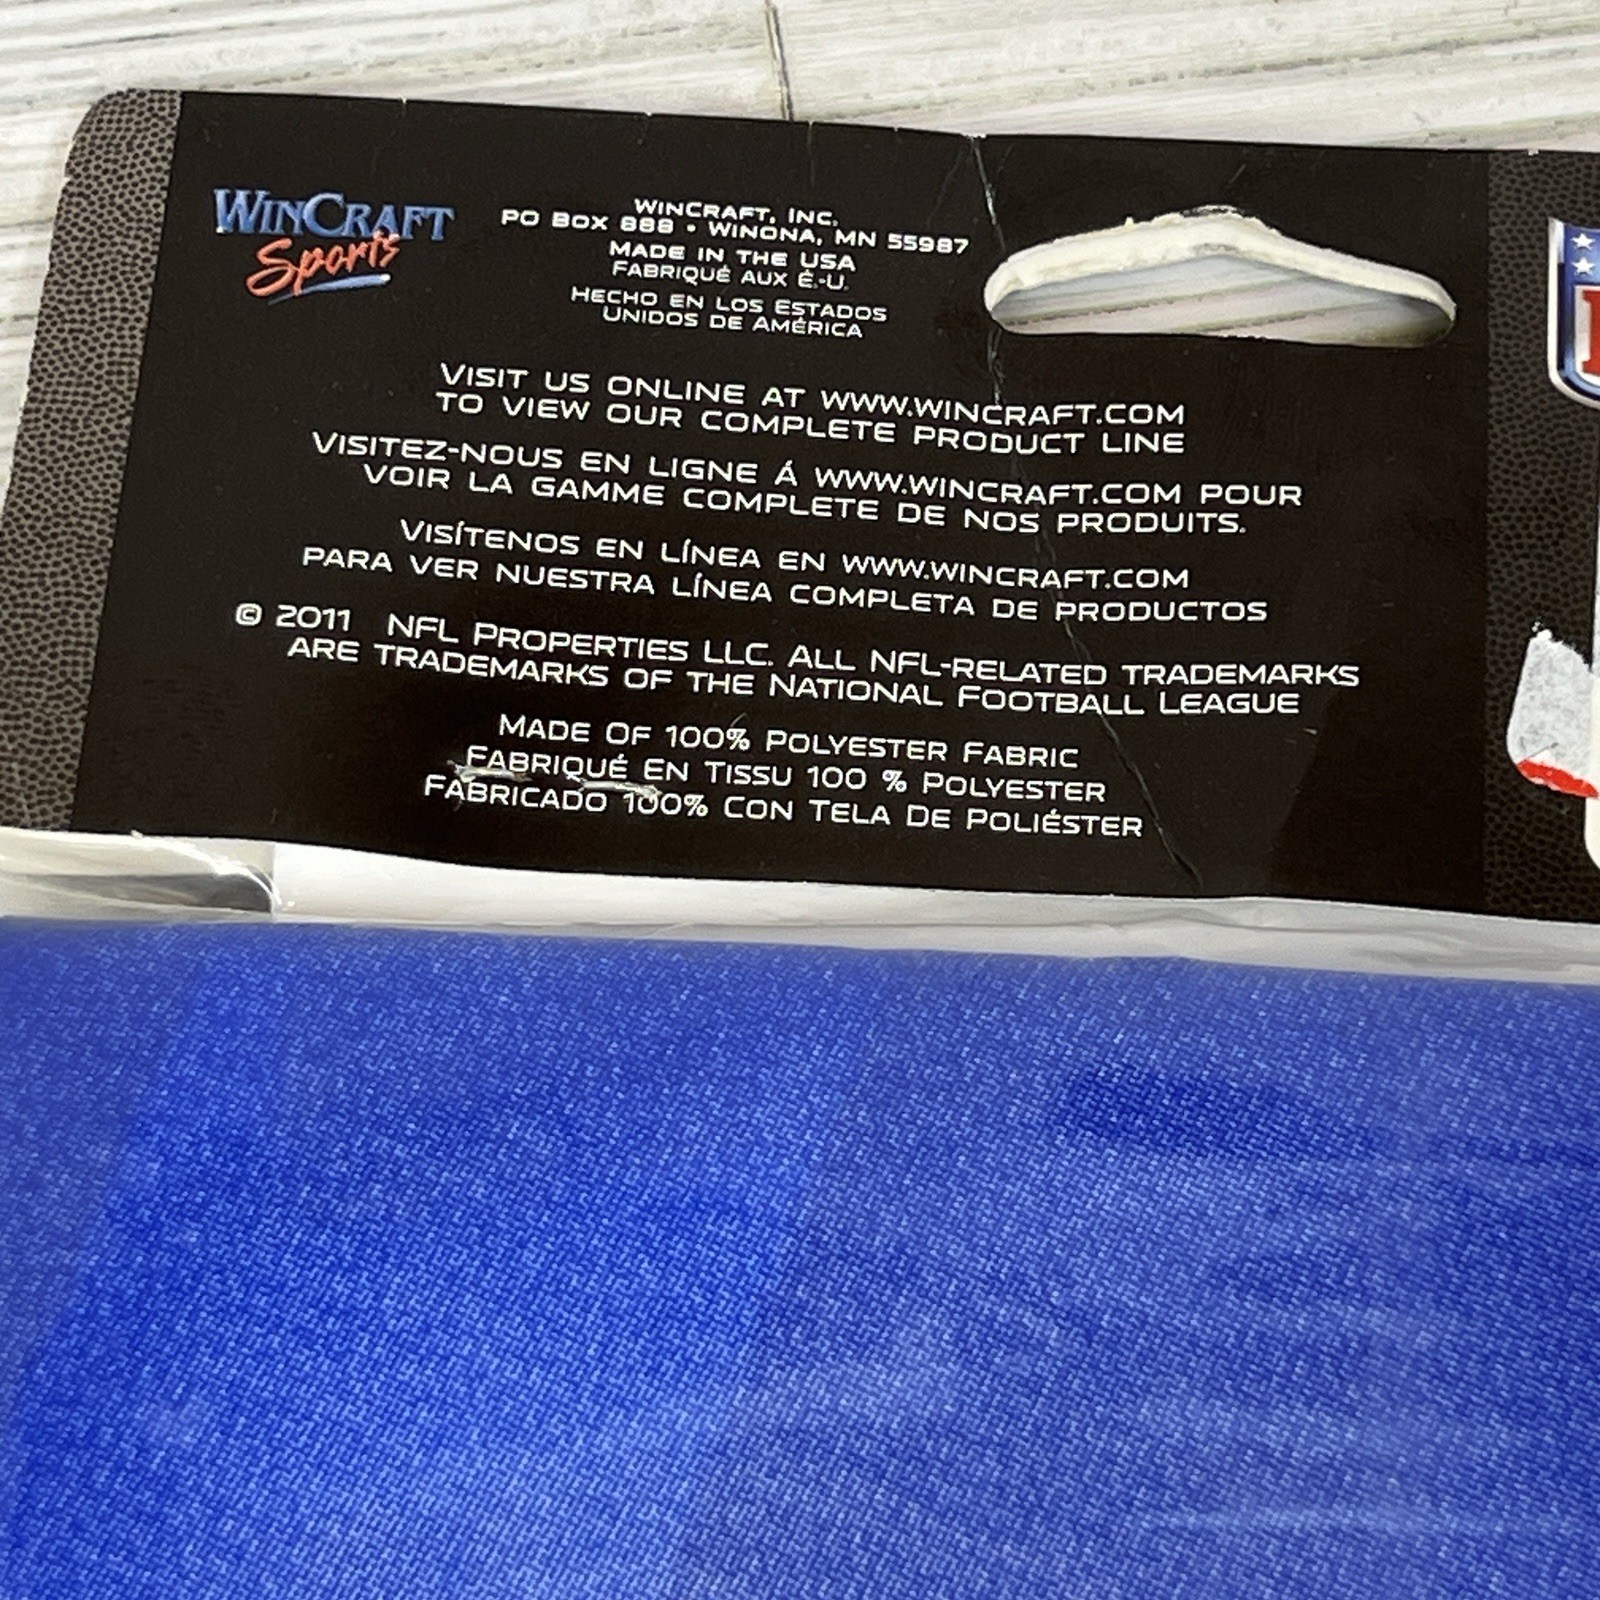 WINCRAFT
Sports
WINCRAFT, INC.
PO BOX 888 • WINONA, MN 55987
MADE IN THE USA
FABRIQUÉ AUX É.-U.
HECHO EN LOS ESTADOS
UNIDOS DE AMÉRICA
VISIT US ONLINE AT WWW.WINCRAFT.COM
TO VIEW OUR COMPLETE PRODUCT LINE
VISITEZ-NOUS EN LIGNE Á WWW.WINCRAFT.COM POUR
VOIR LA GAMME COMPLETE DE NOS PRODUITS.
VISÍTENOS EN LÍNEA EN WWW.WINCRAFT.COM
PARA VER NUESTRA LÍNEA COMPLETA DE PRODUCTOS
© 2011 NFL PROPERTIES LLC. ALL NFL-RELATED TRADEMARKS
ARE TRADEMARKS OF THE NATIONAL FOOTBALL LEAGUE
MADE OF 100% POLYESTER FABRIC
FABRIQUÉ EN TISSU 100 % POLYESTER
FABRICADO 100% CON TELA DE POLIÉSTER